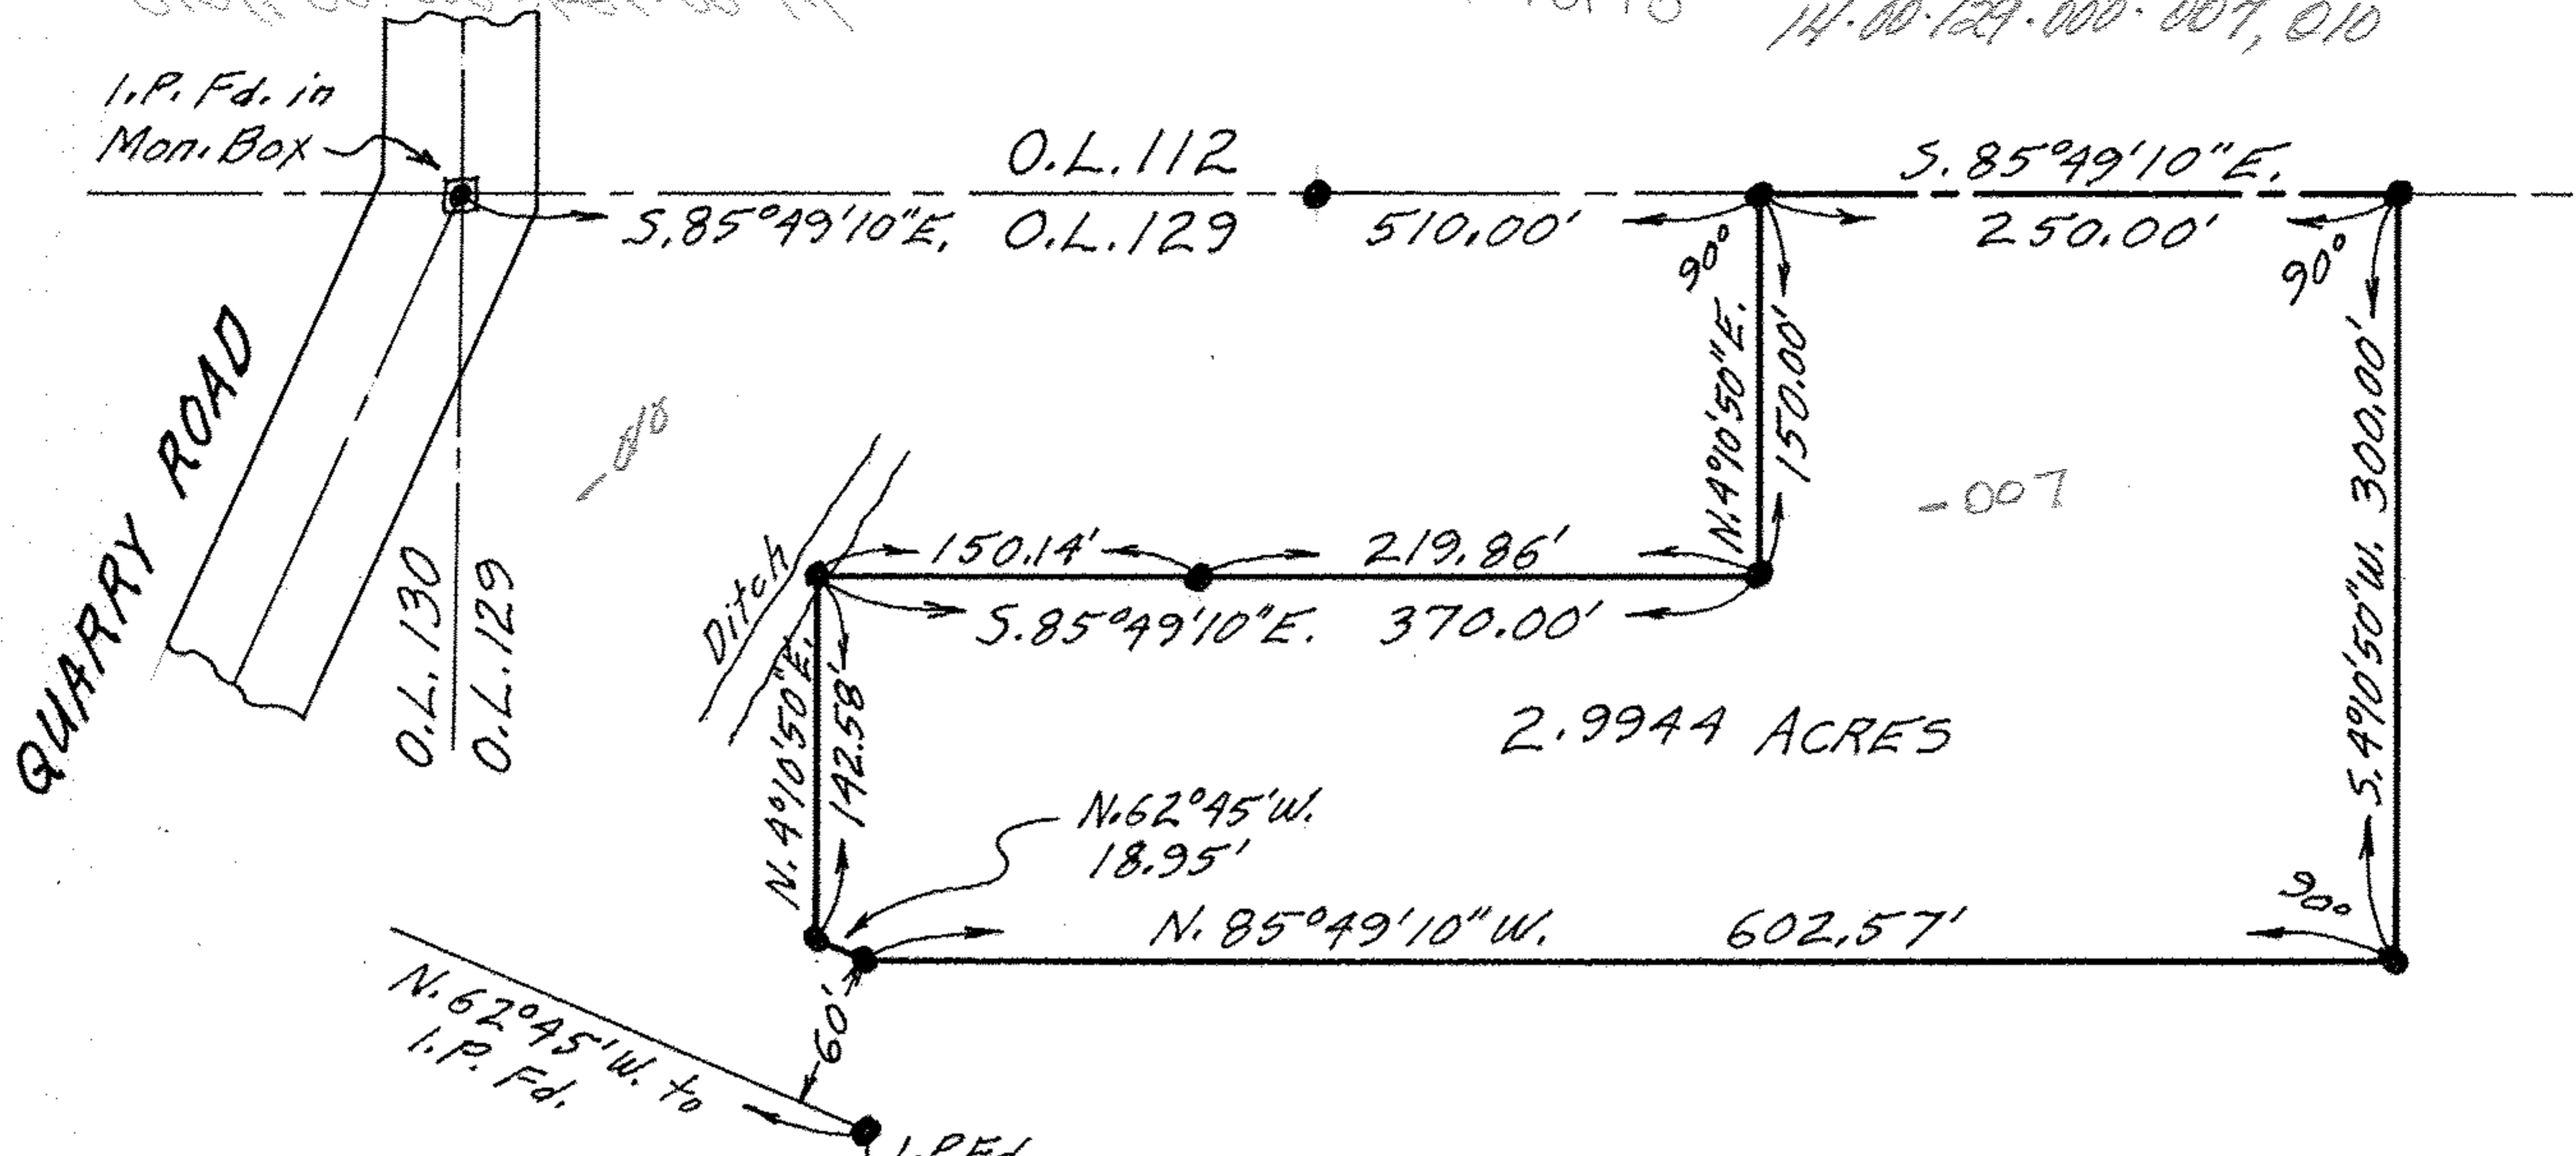 14-00-129-000-007, 010
I.P. Fd. in
Mon. Box
O.L. 112
S. 85°49'10"E.
S. 85°49'10"E. O.L. 129 510.00'
250.00'
90°
90°
N. 4°10'50"E.
150.00'
S. 4°10'50"W. 300.00'
QUARRY ROAD
-007
150.14' 219.86'
Ditch
S. 85°49'10"E. 370.00'
O.L. 130
O.L. 129
N. 4°10'50"E.
142.58'
2.9944 ACRES
N. 62°45'W.
18.95'
90°
N. 85°49'10"W. 602.57'
N. 62°45'W. to
I.P. Fd.
60'
I.P. Fd.